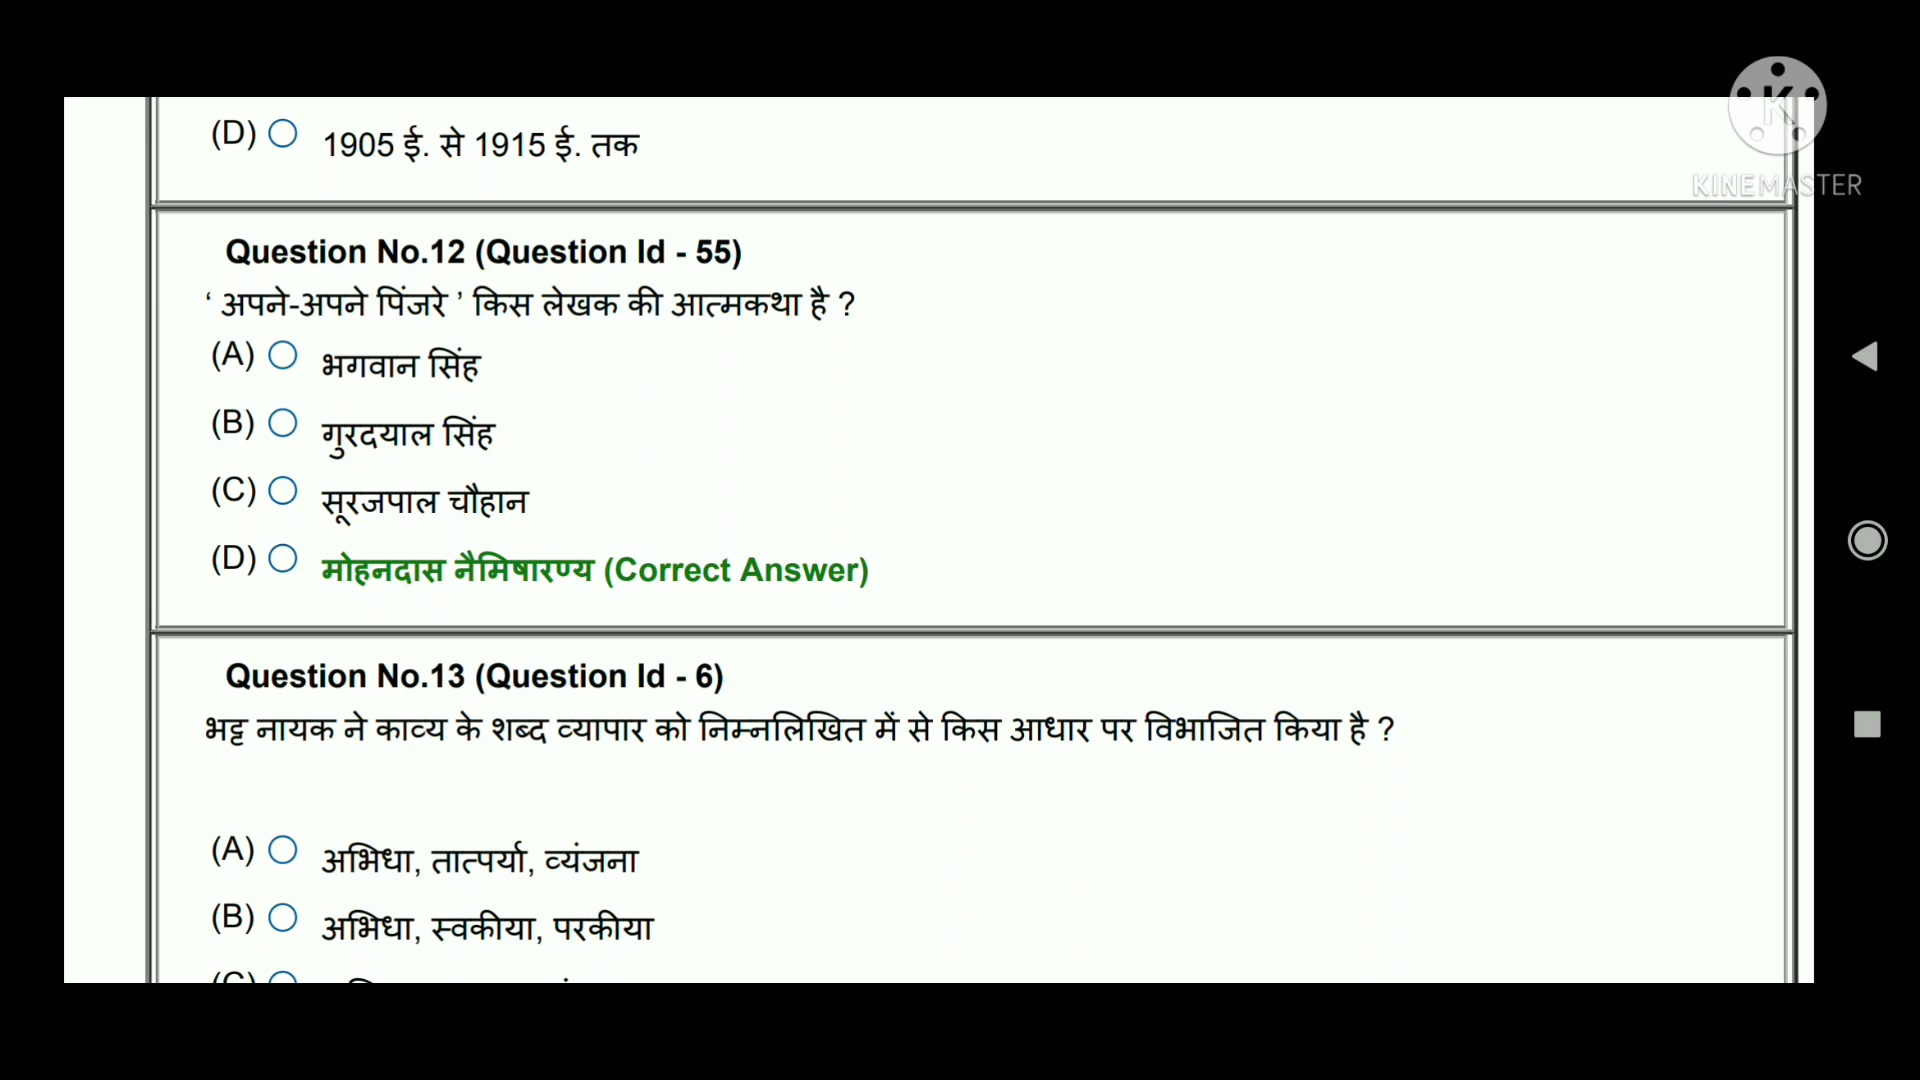 (D) 1905 ई. से 1915 ई. तक
KINEMASTER
Question No.12 (Question Id - 55)
‘ अपने-अपने पिंजरे ’ किस लेखक की आत्मकथा है ?
(A) भगवान सिंह
(B) गुरदयाल सिंह
(C) सूरजपाल चौहान
(D) मोहनदास नैमिषारण्य (Correct Answer)
Question No.13 (Question Id - 6)
भट्ट नायक ने काव्य के शब्द व्यापार को निम्नलिखित में से किस आधार पर विभाजित किया है ?
(A) अभिधा, तात्पर्या, व्यंजना
(B) अभिधा, स्वकीया, परकीया